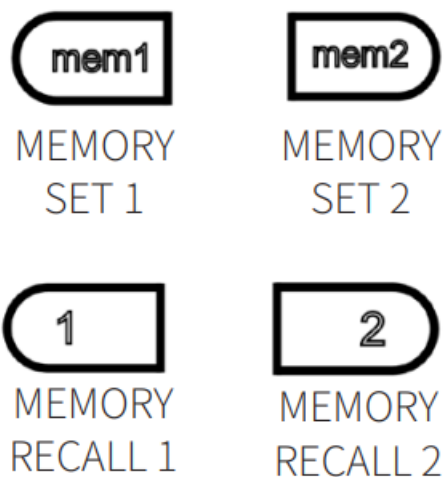 mem1
mem2
MEMORY
SET 1
MEMORY
SET 2
1
2
MEMORY
RECALL 1
MEMORY
RECALL 2